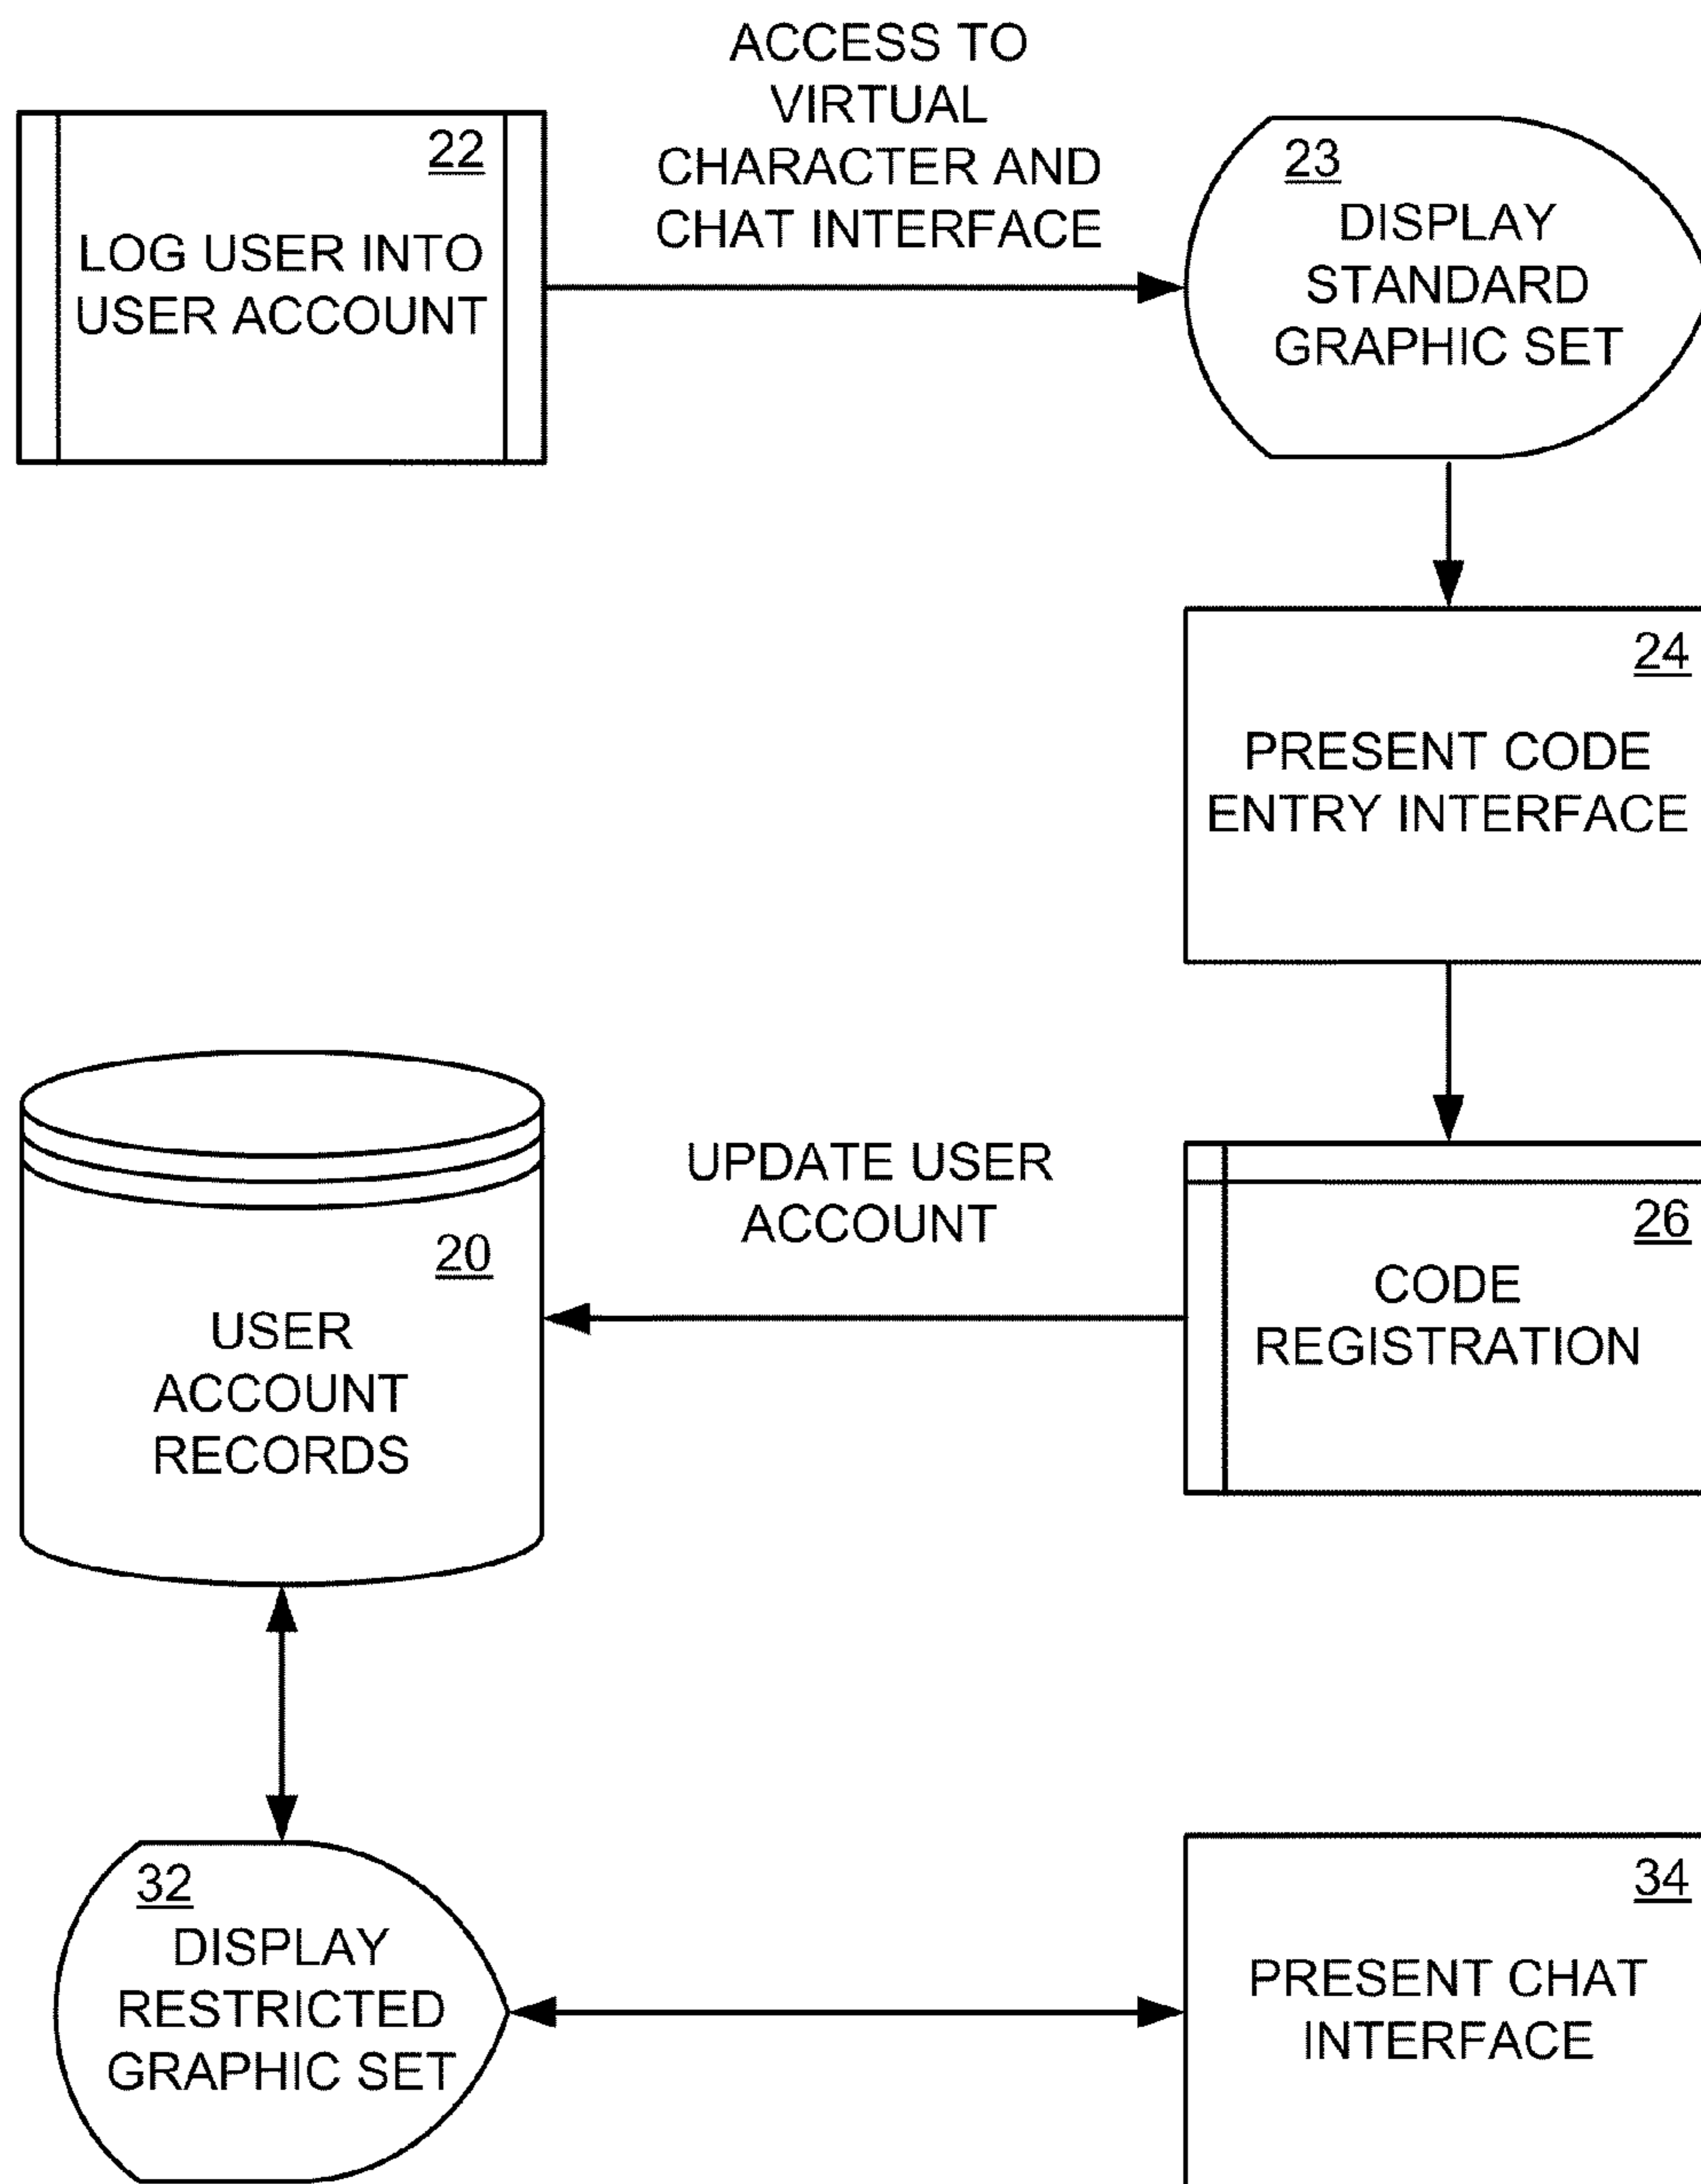 22
LOG USER INTO
USER ACCOUNT
ACCESS TO
VIRTUAL
CHARACTER AND
CHAT INTERFACE
23
DISPLAY
STANDARD
GRAPHIC SET
24
PRESENT CODE
ENTRY INTERFACE
26
CODE
REGISTRATION
UPDATE USER
ACCOUNT
20
USER
ACCOUNT
RECORDS
32
DISPLAY
RESTRICTED
GRAPHIC SET
34
PRESENT CHAT
INTERFACE